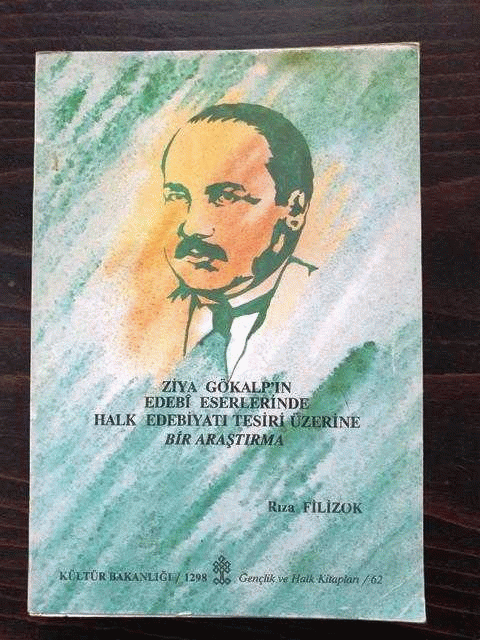 ZİYA GÖKALP'IN
EDEBÎ ESERLERİNDE
HALK EDEBİYATI TESİRİ ÜZERİNE
BİR ARAŞTIRMA
Rıza FİLİZOK
KÜLTÜR BAKANLIĞI / 1298 Gençlik ve Halk Kitapları / 62